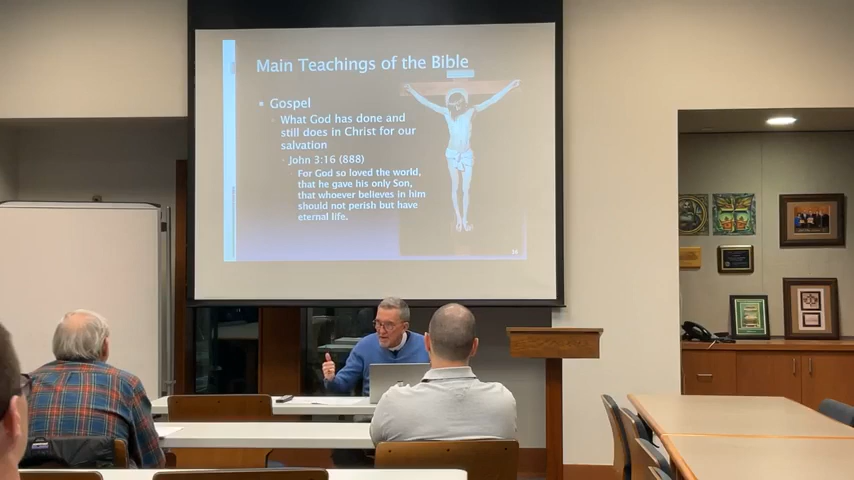 Main Teachings of the Bible
Gospel
What God has done and
still does in Christ for our
salvation
John 3:16 (888)
For God so loved the world,
that he gave his only Son,
that whoever believes in him
should not perish but have
eternal life.